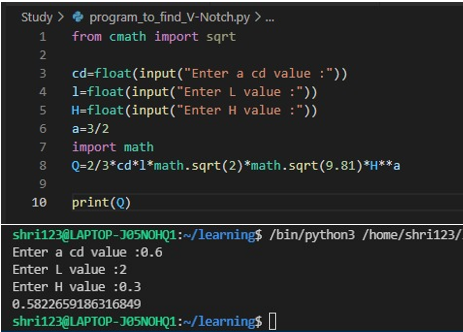 Study > program_to_find_V-Notch.py > ...
1 from cmath import sqrt
2
3 cd=float(input("Enter a cd value :"))
4 l=float(input("Enter L value :"))
5 H=float(input("Enter H value :"))
6 a=3/2
7 import math
8 Q=2/3*cd*l*math.sqrt(2)*math.sqrt(9.81)*H**a
9
10 print(Q)
shri123@LAPTOP-J05NOHQ1:~/learning$ /bin/python3 /home/shri123/
Enter a cd value :0.6
Enter L value :2
Enter H value :0.3
0.5822659186316849
shri123@LAPTOP-J05NOHQ1:~/learning$